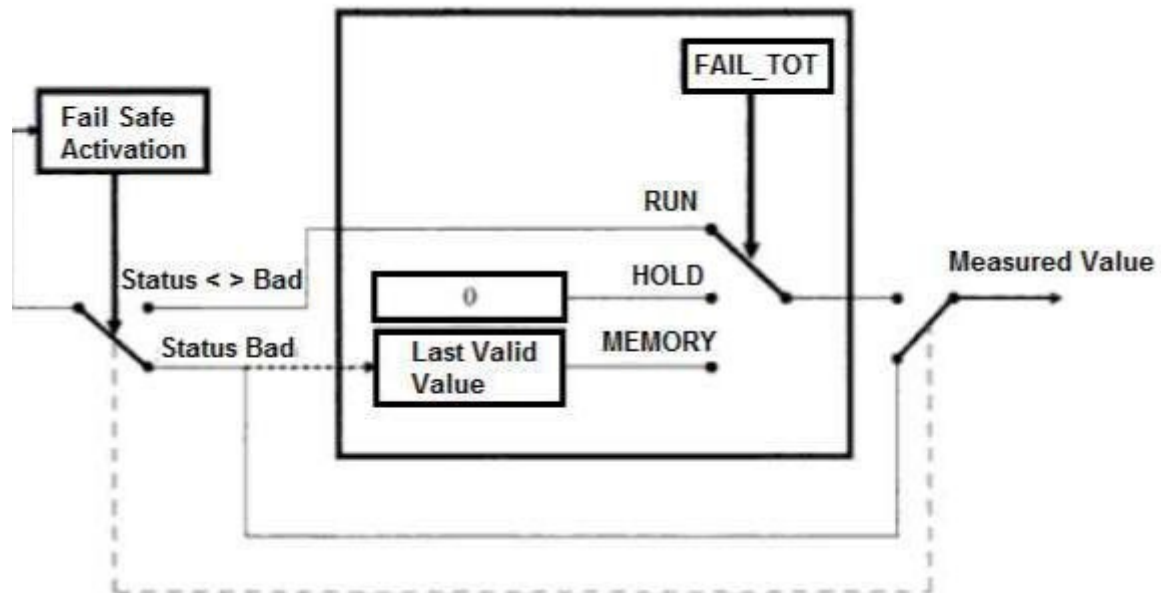 FAIL_TOT
Fail Safe
Activation
RUN
Status < > Bad
HOLD
Measured Value
0
Status Bad
MEMORY
Last Valid
Value